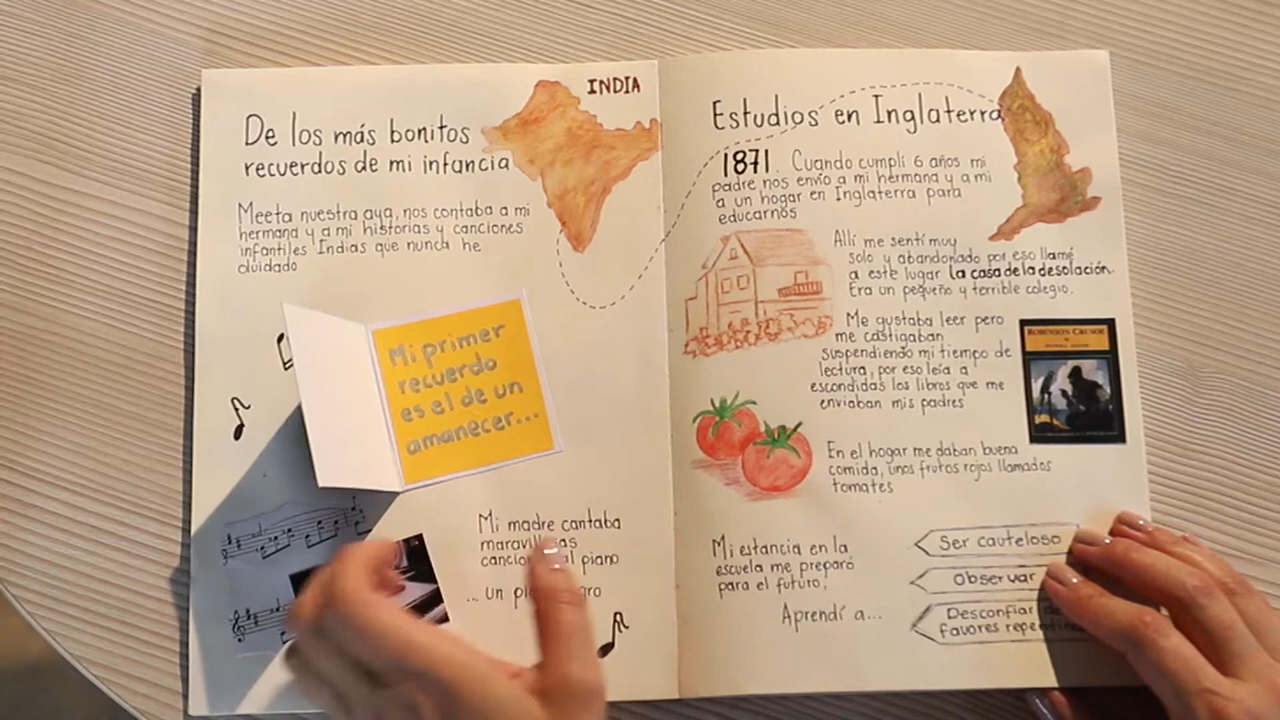 INDIA
De los más bonitos
recuerdos de mi infancia
Meeta nuestra aya, nos contaba a mi
hermana y a mi historias y canciones
infantiles Indias que nunca he
olvidado
Mi primer
recuerdo
es el de un
amanecer...
Mi madre cantaba
al piano
... un
Estudios en Inglaterra
1871. Cuando cumplí 6 años mi
padre nos envío a mi hermana y a mi
a un hogar en Inglaterra para
educarnos
Allí me sentí muy
solo y abandonado por eso llamé
a este lugar la casa de la desolación.
Era un pequeño y terrible colegio.
Me gustaba leer pero
me castigaban
suspendiendo mi tiempo de
lectura, por eso leía a
escondidas los libros que me
enviaban mis padres
ROBINSON CRUSOE
En el hogar me daban buena
comida, unos frutos rojos llamados
tomates
Mi estancia en la
escuela me preparó
para el futuro,
Aprendí a...
Ser cauteloso
Observar
Desconfiar
favores